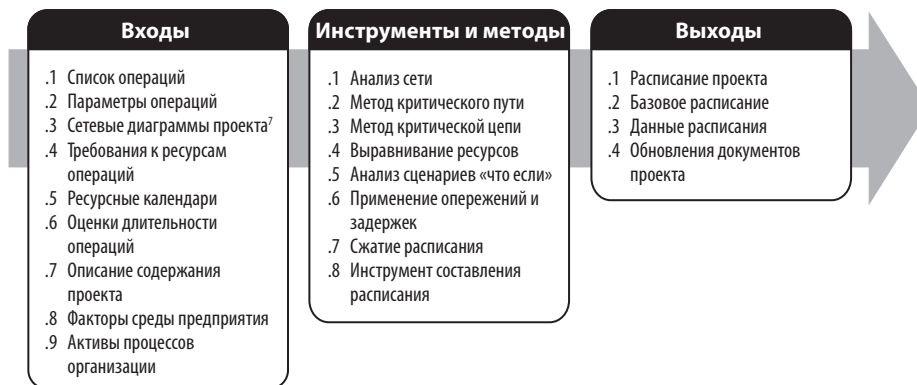 Входы
.1 Список операций
.2 Параметры операций
.3 Сетевые диаграммы проекта7
.4 Требования к ресурсам
операций
.5 Ресурсные календари
.6 Оценки длительности
операций
.7 Описание содержания
проекта
.8 Факторы среды предприятия
.9 Активы процессов
организации
Инструменты и методы
.1 Анализ сети
.2 Метод критического пути
.3 Метод критической цепи
.4 Выравнивание ресурсов
.5 Анализ сценариев «что если»
.6 Применение опережений и
задержек
.7 Сжатие расписания
.8 Инструмент составления
расписания
Выходы
.1 Расписание проекта
.2 Базовое расписание
.3 Данные расписания
.4 Обновления документов
проекта